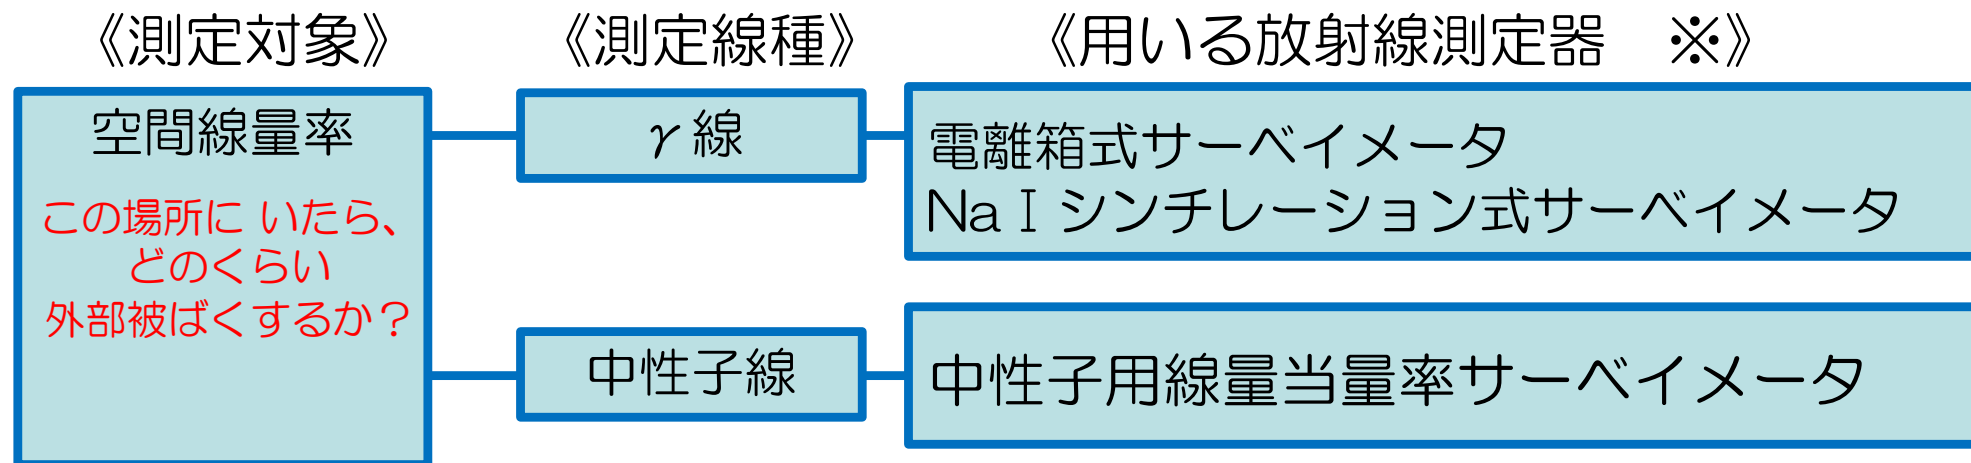 《測定対象》
《測定線種》
《用いる放射線測定器　※》
空間線量率
この場所に いたら、
どのくらい
外部被ばくするか？
γ線
電離箱式サーベイメータ
NaＩシンチレーション式サーベイメータ
中性子線
中性子用線量当量率サーベイメータ